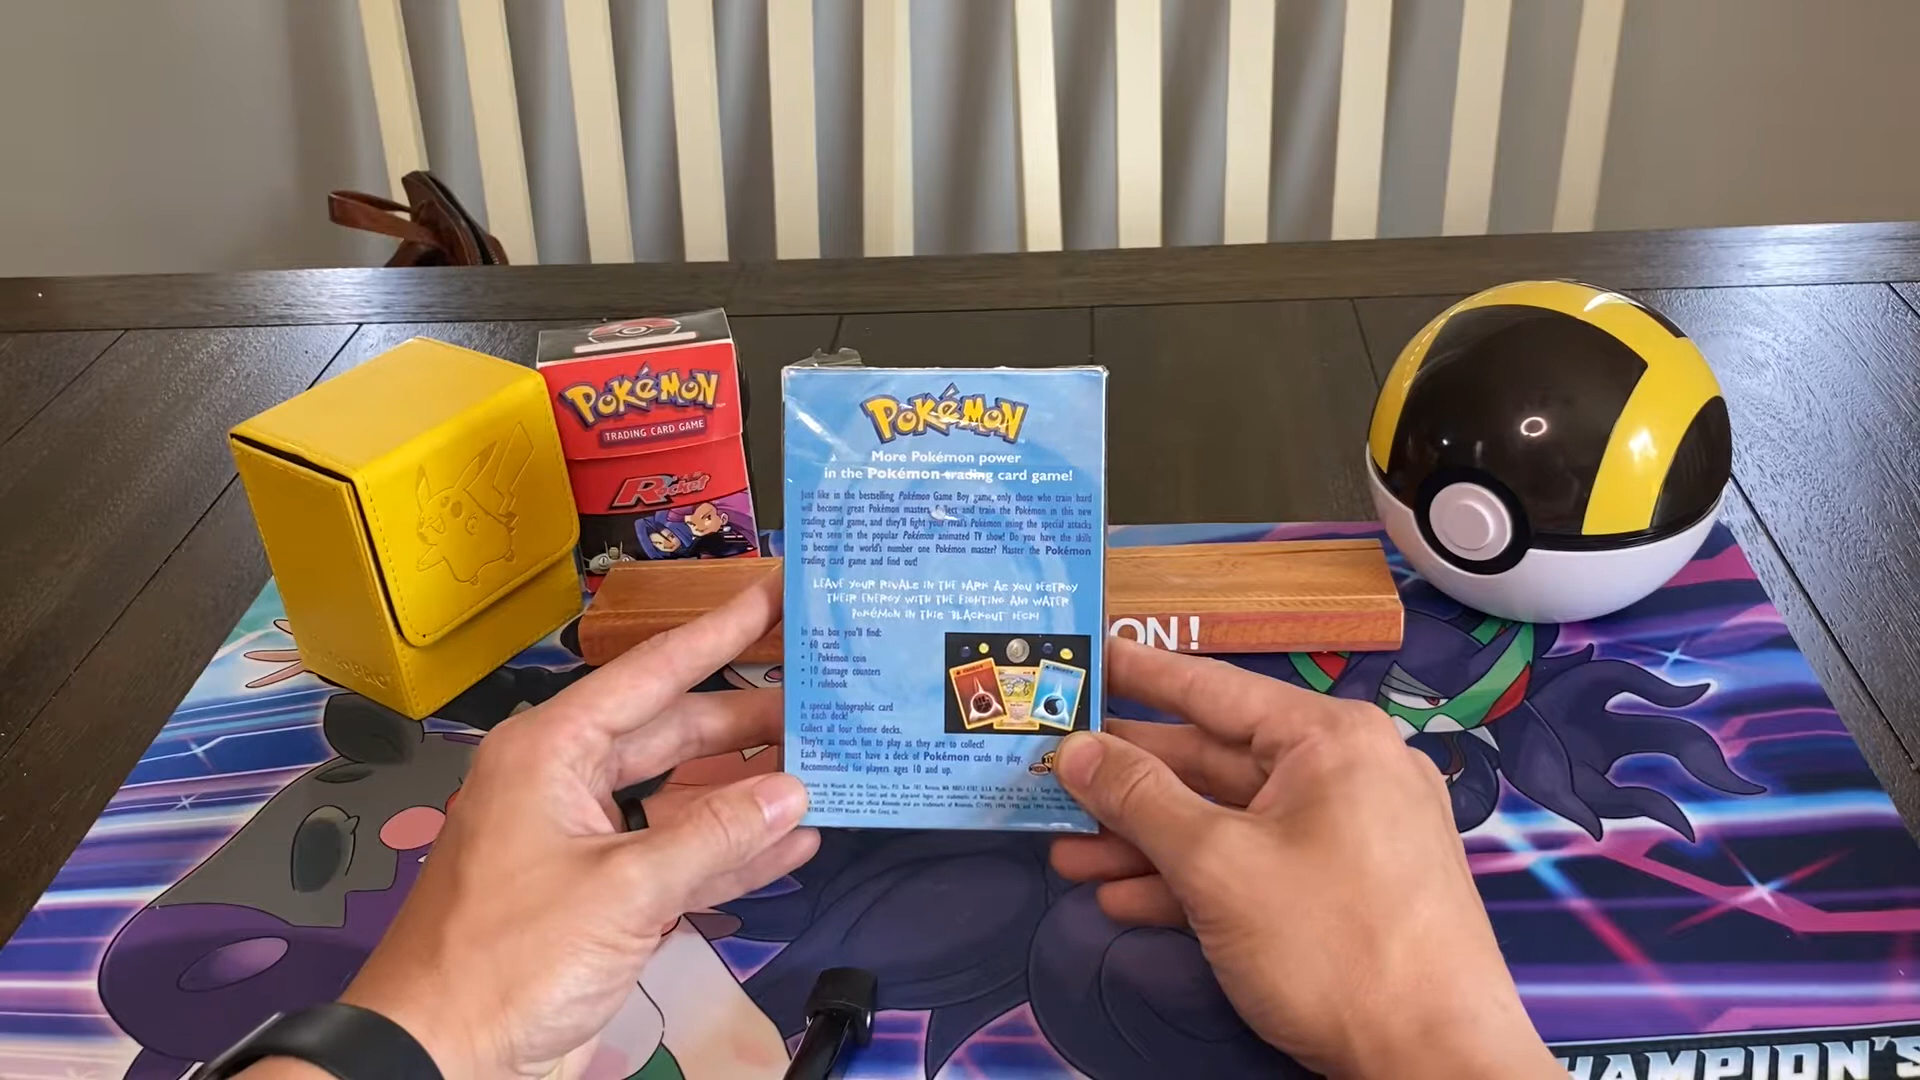 POKéMON
TRADING CARD GAME
Rocket
POKéMON
More Pokémon power
in the Pokémon trading card game!
Just like in the bestselling Pokémon Game Boy game, only those who train hard
will become great Pokémon masters. Collect and train the Pokémon in this new
trading card game, and they'll fight your rival's Pokémon using the special attacks
you've seen in the popular Pokémon animated TV show! Do you have the skills
to become the world's number one Pokémon master? Master the Pokémon
trading card game and find out!
LEAVE YOUR RIVALS IN THE DARK AS YOU DESTROY
THEIR ENERGY WITH THE FIGHTING AND WATER
POKéMON IN THIS "BLACKOUT" DECK!
In this box you'll find:
• 60 cards
• 1 Pokémon coin
• 10 damage counters
• 1 rulebook
A special holographic card
in each deck!
Collect all four theme decks.
They're as much fun to play as they are to collect!
Each player must have a deck of Pokémon cards to play.
Recommended for players ages 10 and up.
ON!
CHAMPION'S